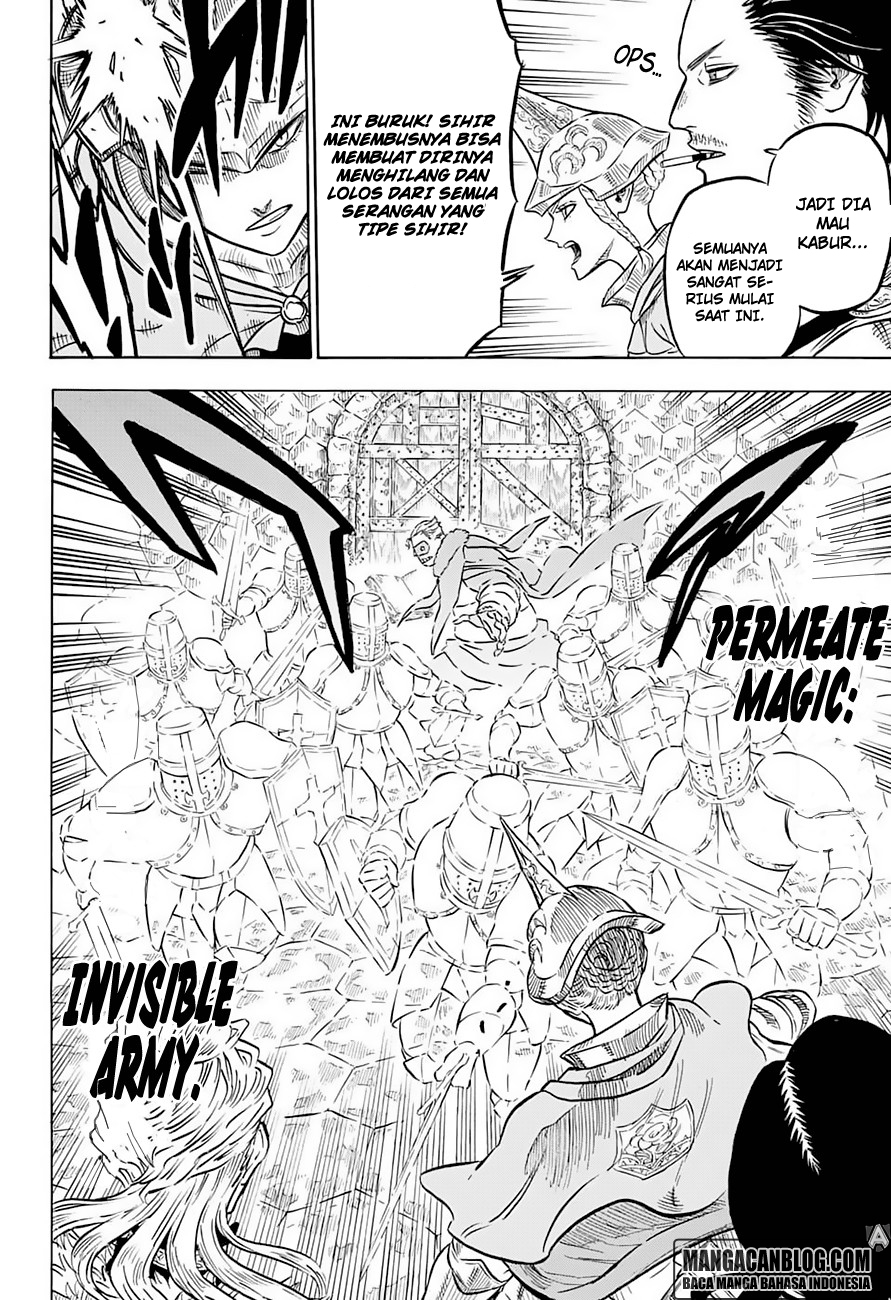 OPS...
JADI DIA
MAU
KABUR...
SEMUANYA
AKAN MENJADI
SANGAT SE-
RIUS MULAI
SAAT INI.
INI BURUK! SIHIR
MENEMBUSNYA BISA
MEMBUAT DIRINYA
MENGHILANG DAN
LOLOS DARI SEMUA
SERANGAN YANG
TIPE SIHIR!
PERMEATE
MAGIC:
INVISIBLE
ARMY.
MANGACANBLOG.COM
BACA MANGA BAHASA INDONESIA